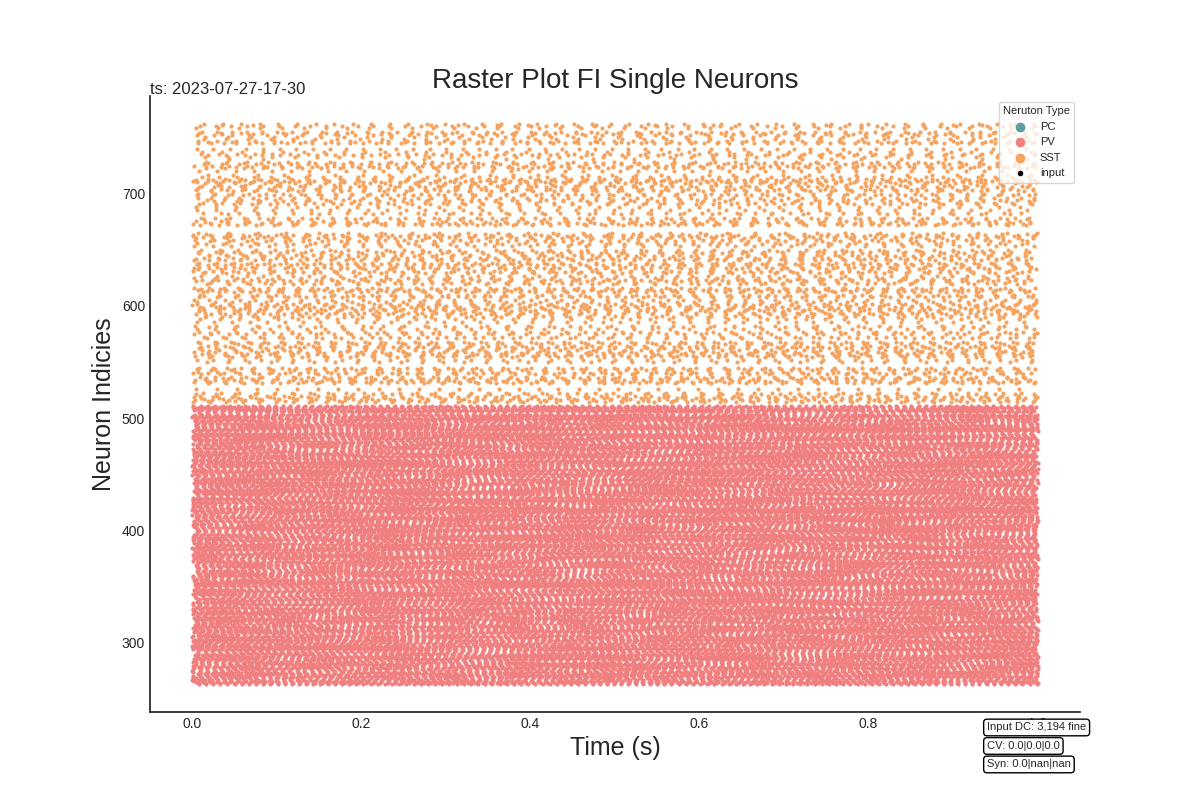 Raster Plot FI Single Neurons
ts: 2023-07-27-17-30
Neruton Type
PC
PV
SST
input
700
600
500
400
300
Neuron Indicies
0.0 0.2 0.4 0.6 0.8
Time (s)
Input DC: 3,194 fine
CV: 0.0|0.0|0.0
Syn: 0.0|nan|nan